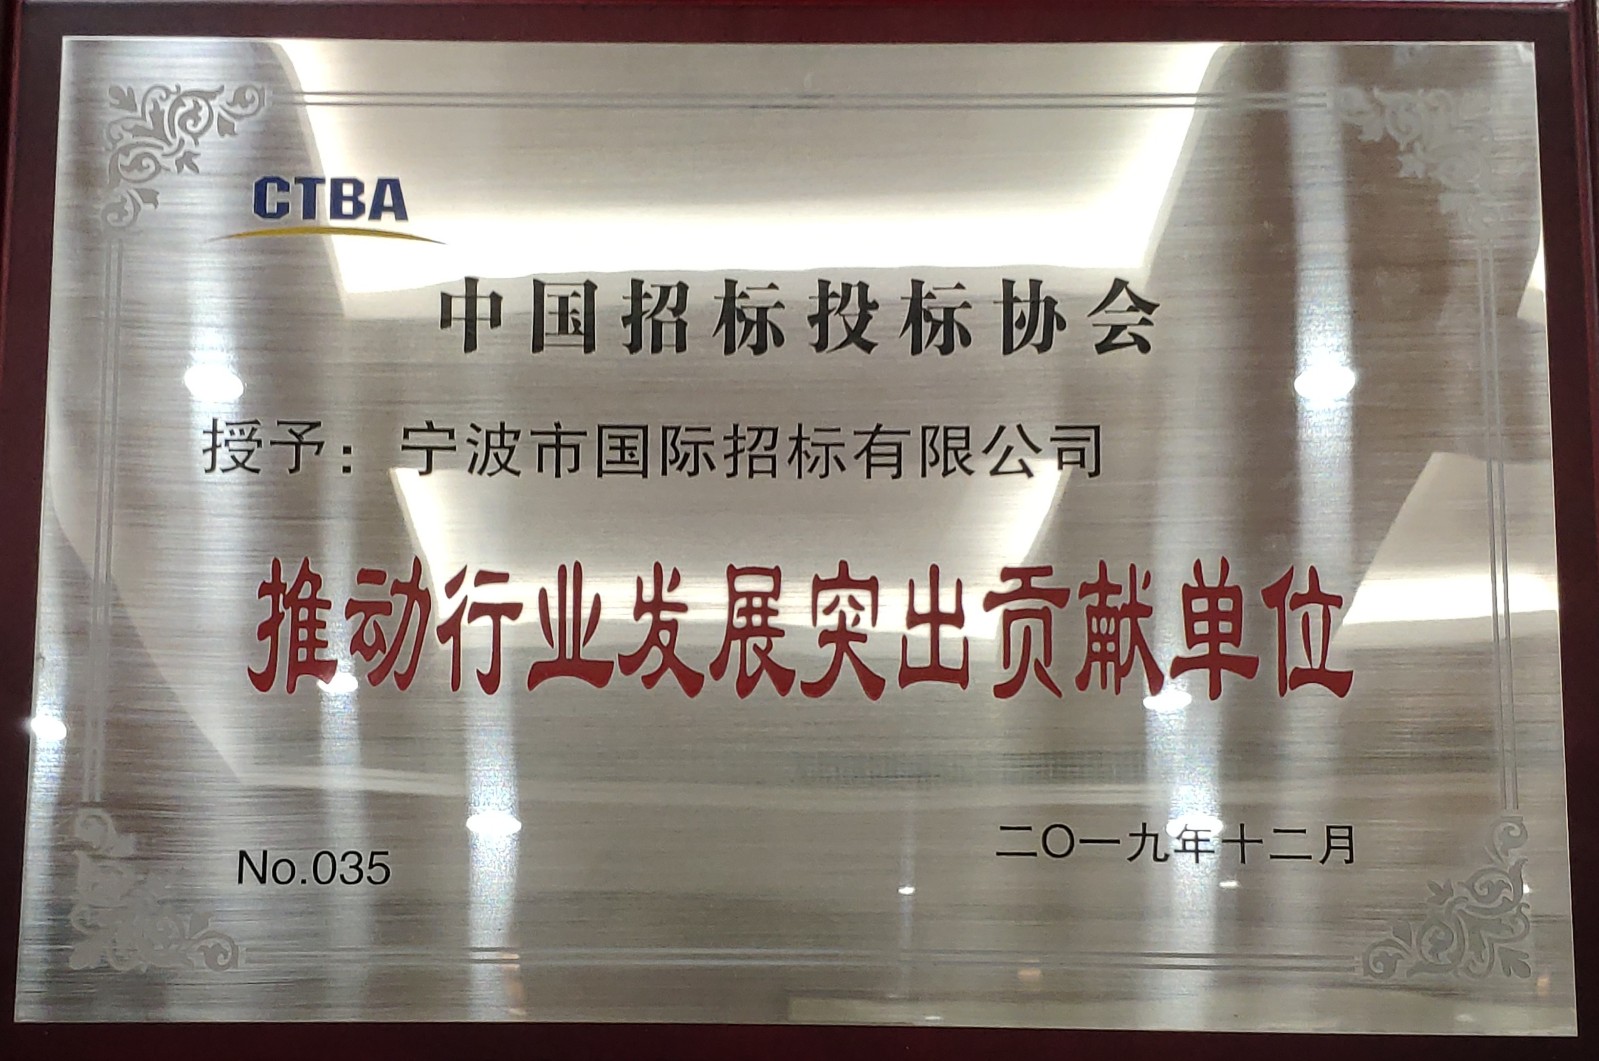 CTBA
中国招标投标协会
授予：宁波市国际招标有限公司
推动行业发展突出贡献单位
No.035
二〇一九年十二月